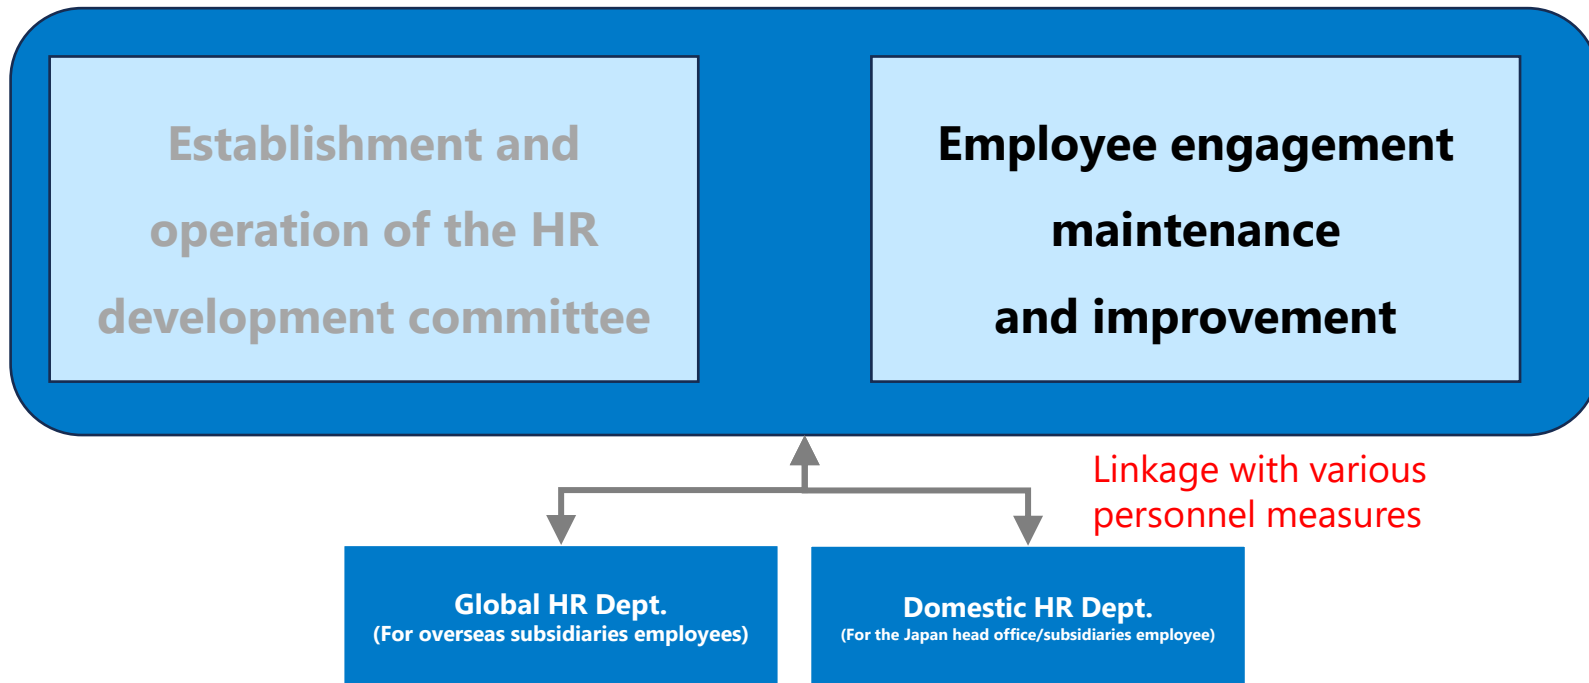 Establishment and
operation of the HR
development committee
Employee engagement
maintenance
and improvement
Linkage with various
personnel measures
Global HR Dept.
(For overseas subsidiaries employees)
Domestic HR Dept.
(For the Japan head office/subsidiaries employee)